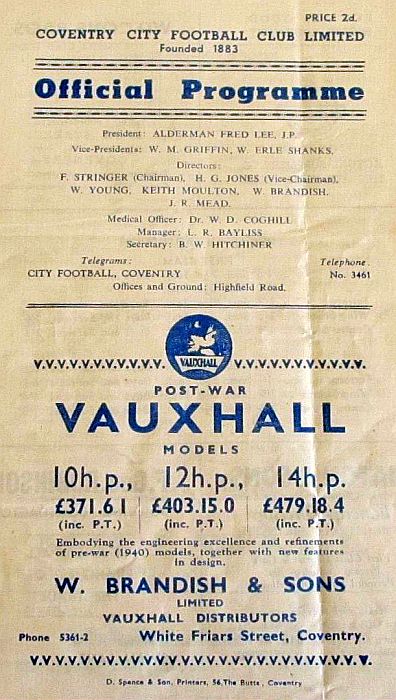 PRICE 2d.
COVENTRY CITY FOOTBALL CLUB LIMITED
Founded 1883
Official Programme
President: ALDERMAN FRED LEE, J.P.
Vice-Presidents: W. M. GRIFFIN, W. ERLE SHANKS.
Directors:
F. STRINGER (Chairman), H. G. JONES (Vice-Chairman),
W. YOUNG, KEITH MOULTON, W. BRANDISH,
J. R. MEAD.
Medical Officer: Dr. W. D. COGHILL
Manager: L. R. BAYLISS
Secretary: B. W. HITCHINER
Telegrams: Telephone:
CITY FOOTBALL, COVENTRY No. 3461
Offices and Ground: Highfield Road.
VAUXHALL
V.V.V.V.V.V.V.V.V.V.V. V.V.V.V.V.V.V.V.V.V.V.
POST-WAR
VAUXHALL
MODELS
10h.p., 12h.p., 14h.p.
£371.6.1 £403.15.0 £479.18.4
(inc. P.T.) (inc. P.T.) (inc. P.T.)
Embodying the engineering excellence and refinements
of pre-war (1940) models, together with new features
in design.
W. BRANDISH & SONS
LIMITED
VAUXHALL DISTRIBUTORS
Phone 5361-2 White Friars Street, Coventry.
V.V.V.V.V.V.V.V.V.V.V.V.V.V.V.V.V.V.V.V.V.V.V.V.V.V.V.V.
D. Spence & Son, Printers, 56, The Butts, Coventry